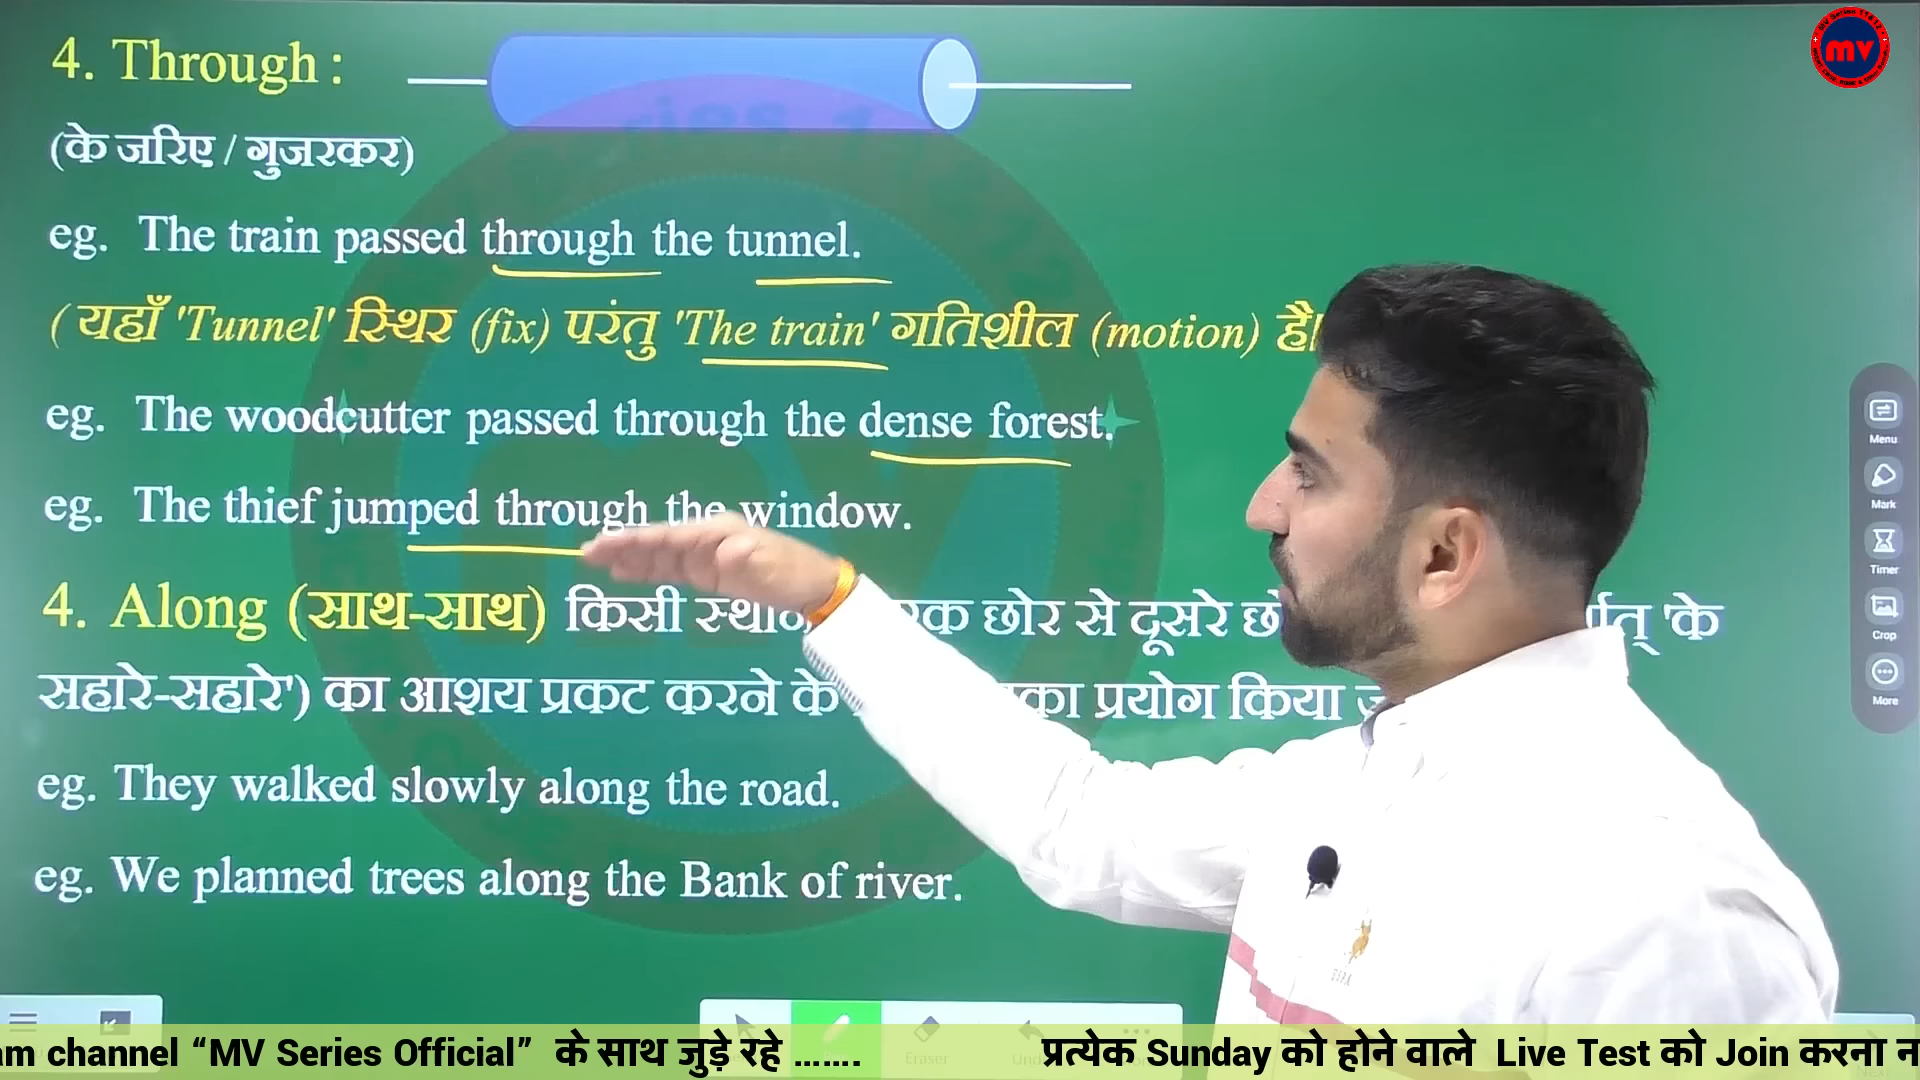 4. Through :
mv
(के जरिए / गुजरकर)
eg. The train passed through the tunnel.
( यहाँ 'Tunnel' स्थिर (fix) परंतु 'The train' गतिशील (motion) है।
eg. The woodcutter passed through the dense forest.
eg. The thief jumped through the window.
4. Along (साथ-साथ) किसी छोर से दूसरे 'के
सहारे-सहारे') का आशय प्रकट करने के प्रयोग किया
eg. They walked slowly along the road.
eg. We planned trees along the Bank of river.
Menu
Mark
Timer
Crop
More
Eraser
am channel “MV Series Official” के साथ जुड़े रहे ....... प्रत्येक Sunday को होने वाले Live Test को Join करना न